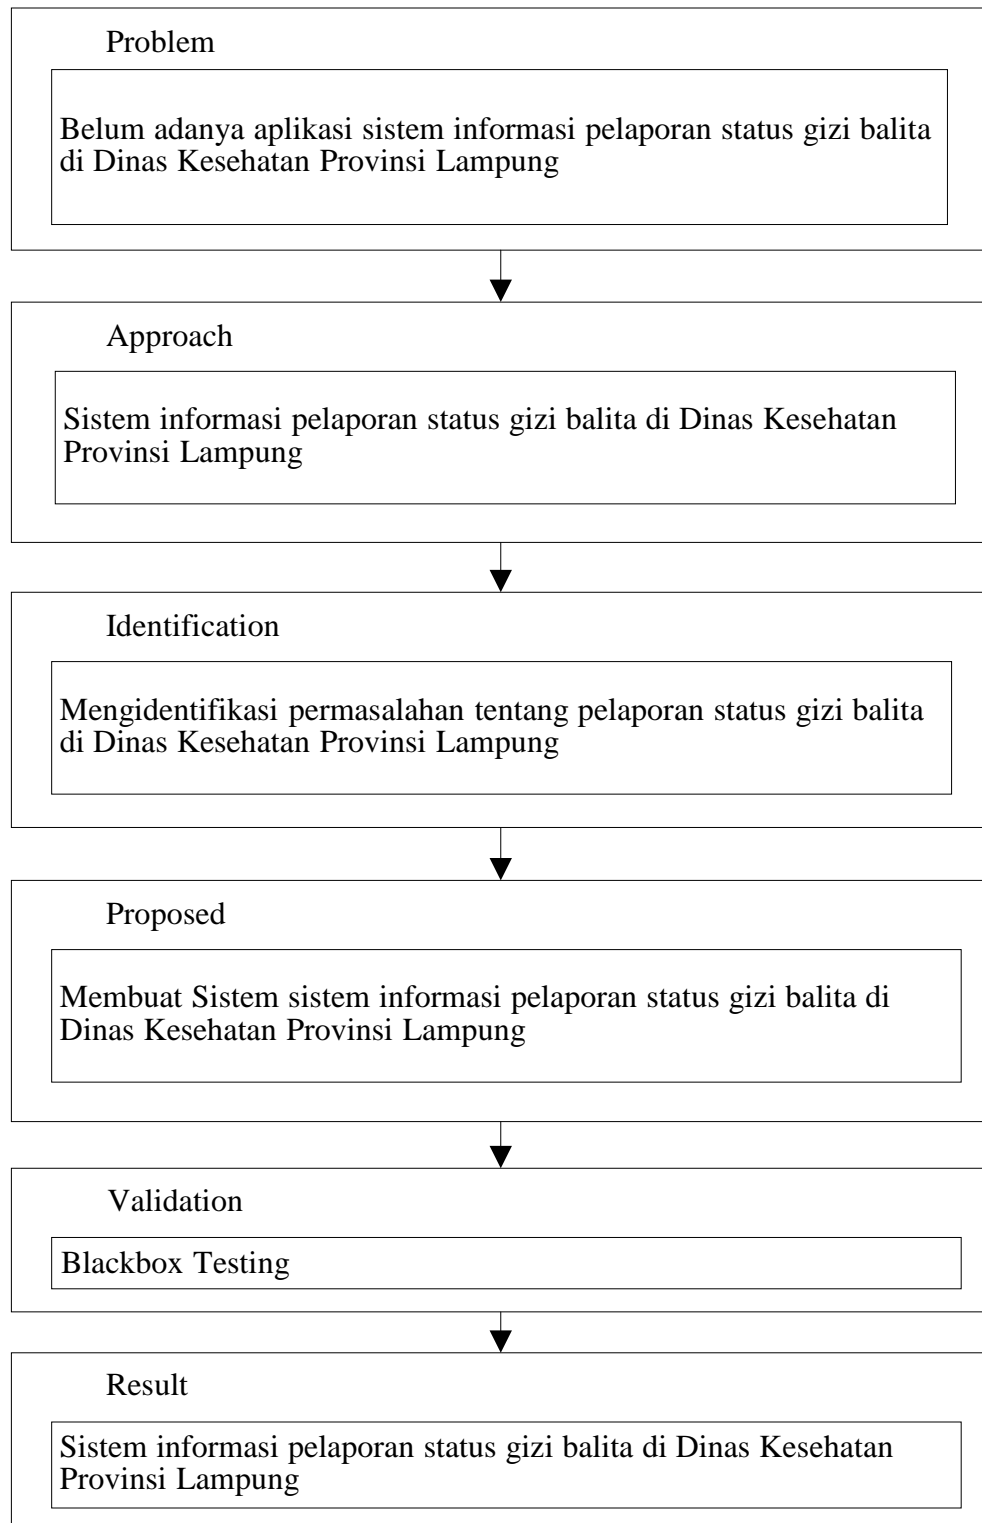 Problem
Belum adanya aplikasi sistem informasi pelaporan status gizi balita
di Dinas Kesehatan Provinsi Lampung
Approach
Sistem informasi pelaporan status gizi balita di Dinas Kesehatan
Provinsi Lampung
Identification
Mengidentifikasi permasalahan tentang pelaporan status gizi balita
di Dinas Kesehatan Provinsi Lampung
Proposed
Membuat Sistem sistem informasi pelaporan status gizi balita di
Dinas Kesehatan Provinsi Lampung
Validation
Blackbox Testing
Result
Sistem informasi pelaporan status gizi balita di Dinas Kesehatan
Provinsi Lampung